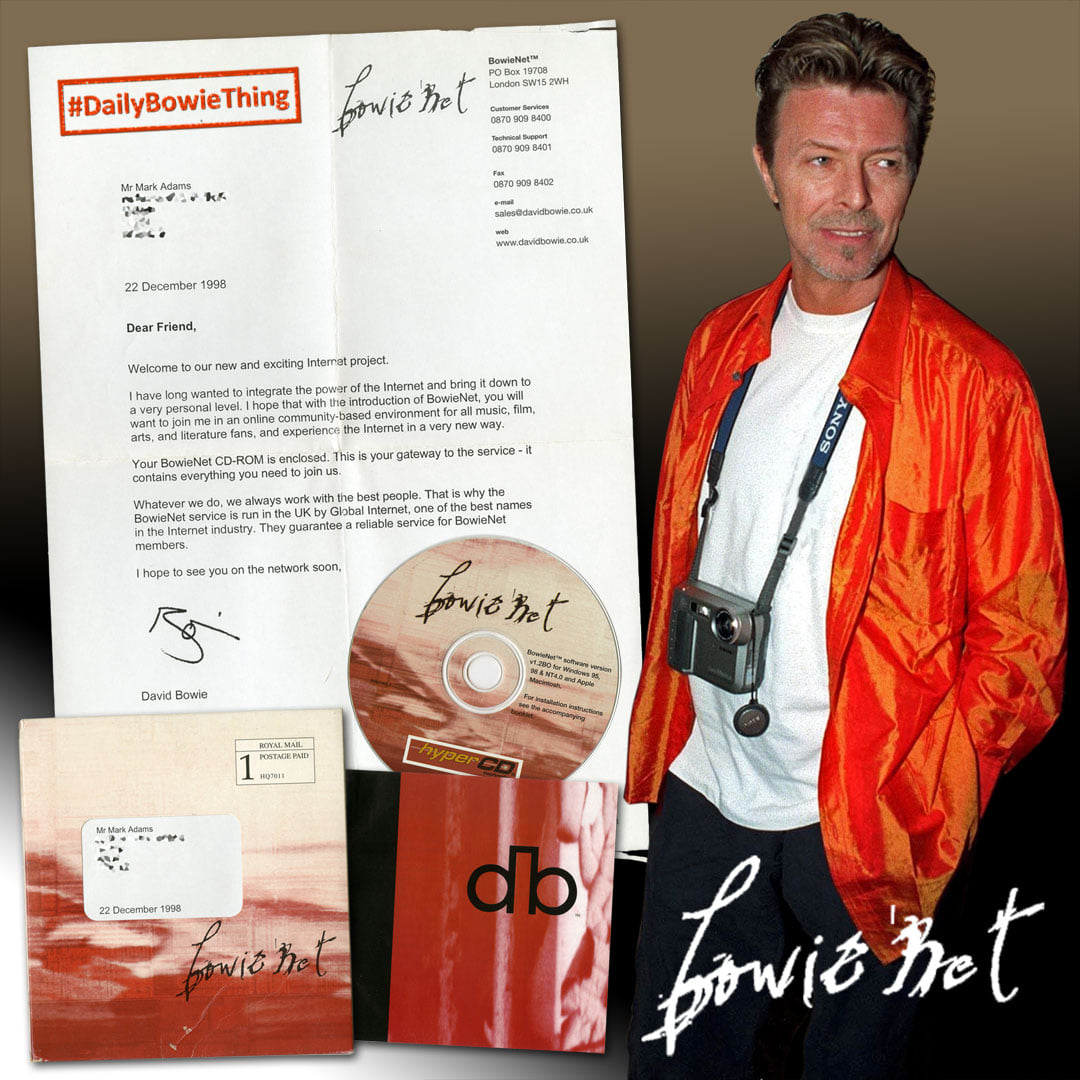 #DailyBowieThing
bowie'net
BowieNet™
PO Box 19708
London SW15 2WH
Customer Services
0870 909 8400
Technical Support
0870 909 8401
Fax
0870 909 8402
e-mail
sales@davidbowie.co.uk
web
www.davidbowie.co.uk
Mr Mark Adams
22 December 1998
Dear Friend,
Welcome to our new and exciting Internet project.
I have long wanted to integrate the power of the Internet and bring it down to
a very personal level. I hope that with the introduction of BowieNet, you will
want to join me in an online community-based environment for all music, film,
arts, and literature fans, and experience the Internet in a very new way.
Your BowieNet CD-ROM is enclosed. This is your gateway to the service - it
contains everything you need to join us.
Whatever we do, we always work with the best people. That is why the
BowieNet service is run in the UK by Global Internet, one of the best names
in the Internet industry. They guarantee a reliable service for BowieNet
members.
I hope to see you on the network soon,
David Bowie
bowie'net
BowieNet™ software version
v1.2BO for Windows 95,
98 & NT4.0 and Apple
Macintosh.
For installation instructions
see the accompanying
booklet.
hyperCD
ROYAL MAIL
1 POSTAGE PAID
HQ7011
Mr Mark Adams
22 December 1998
bowie'net
db
SONY
bowie'net